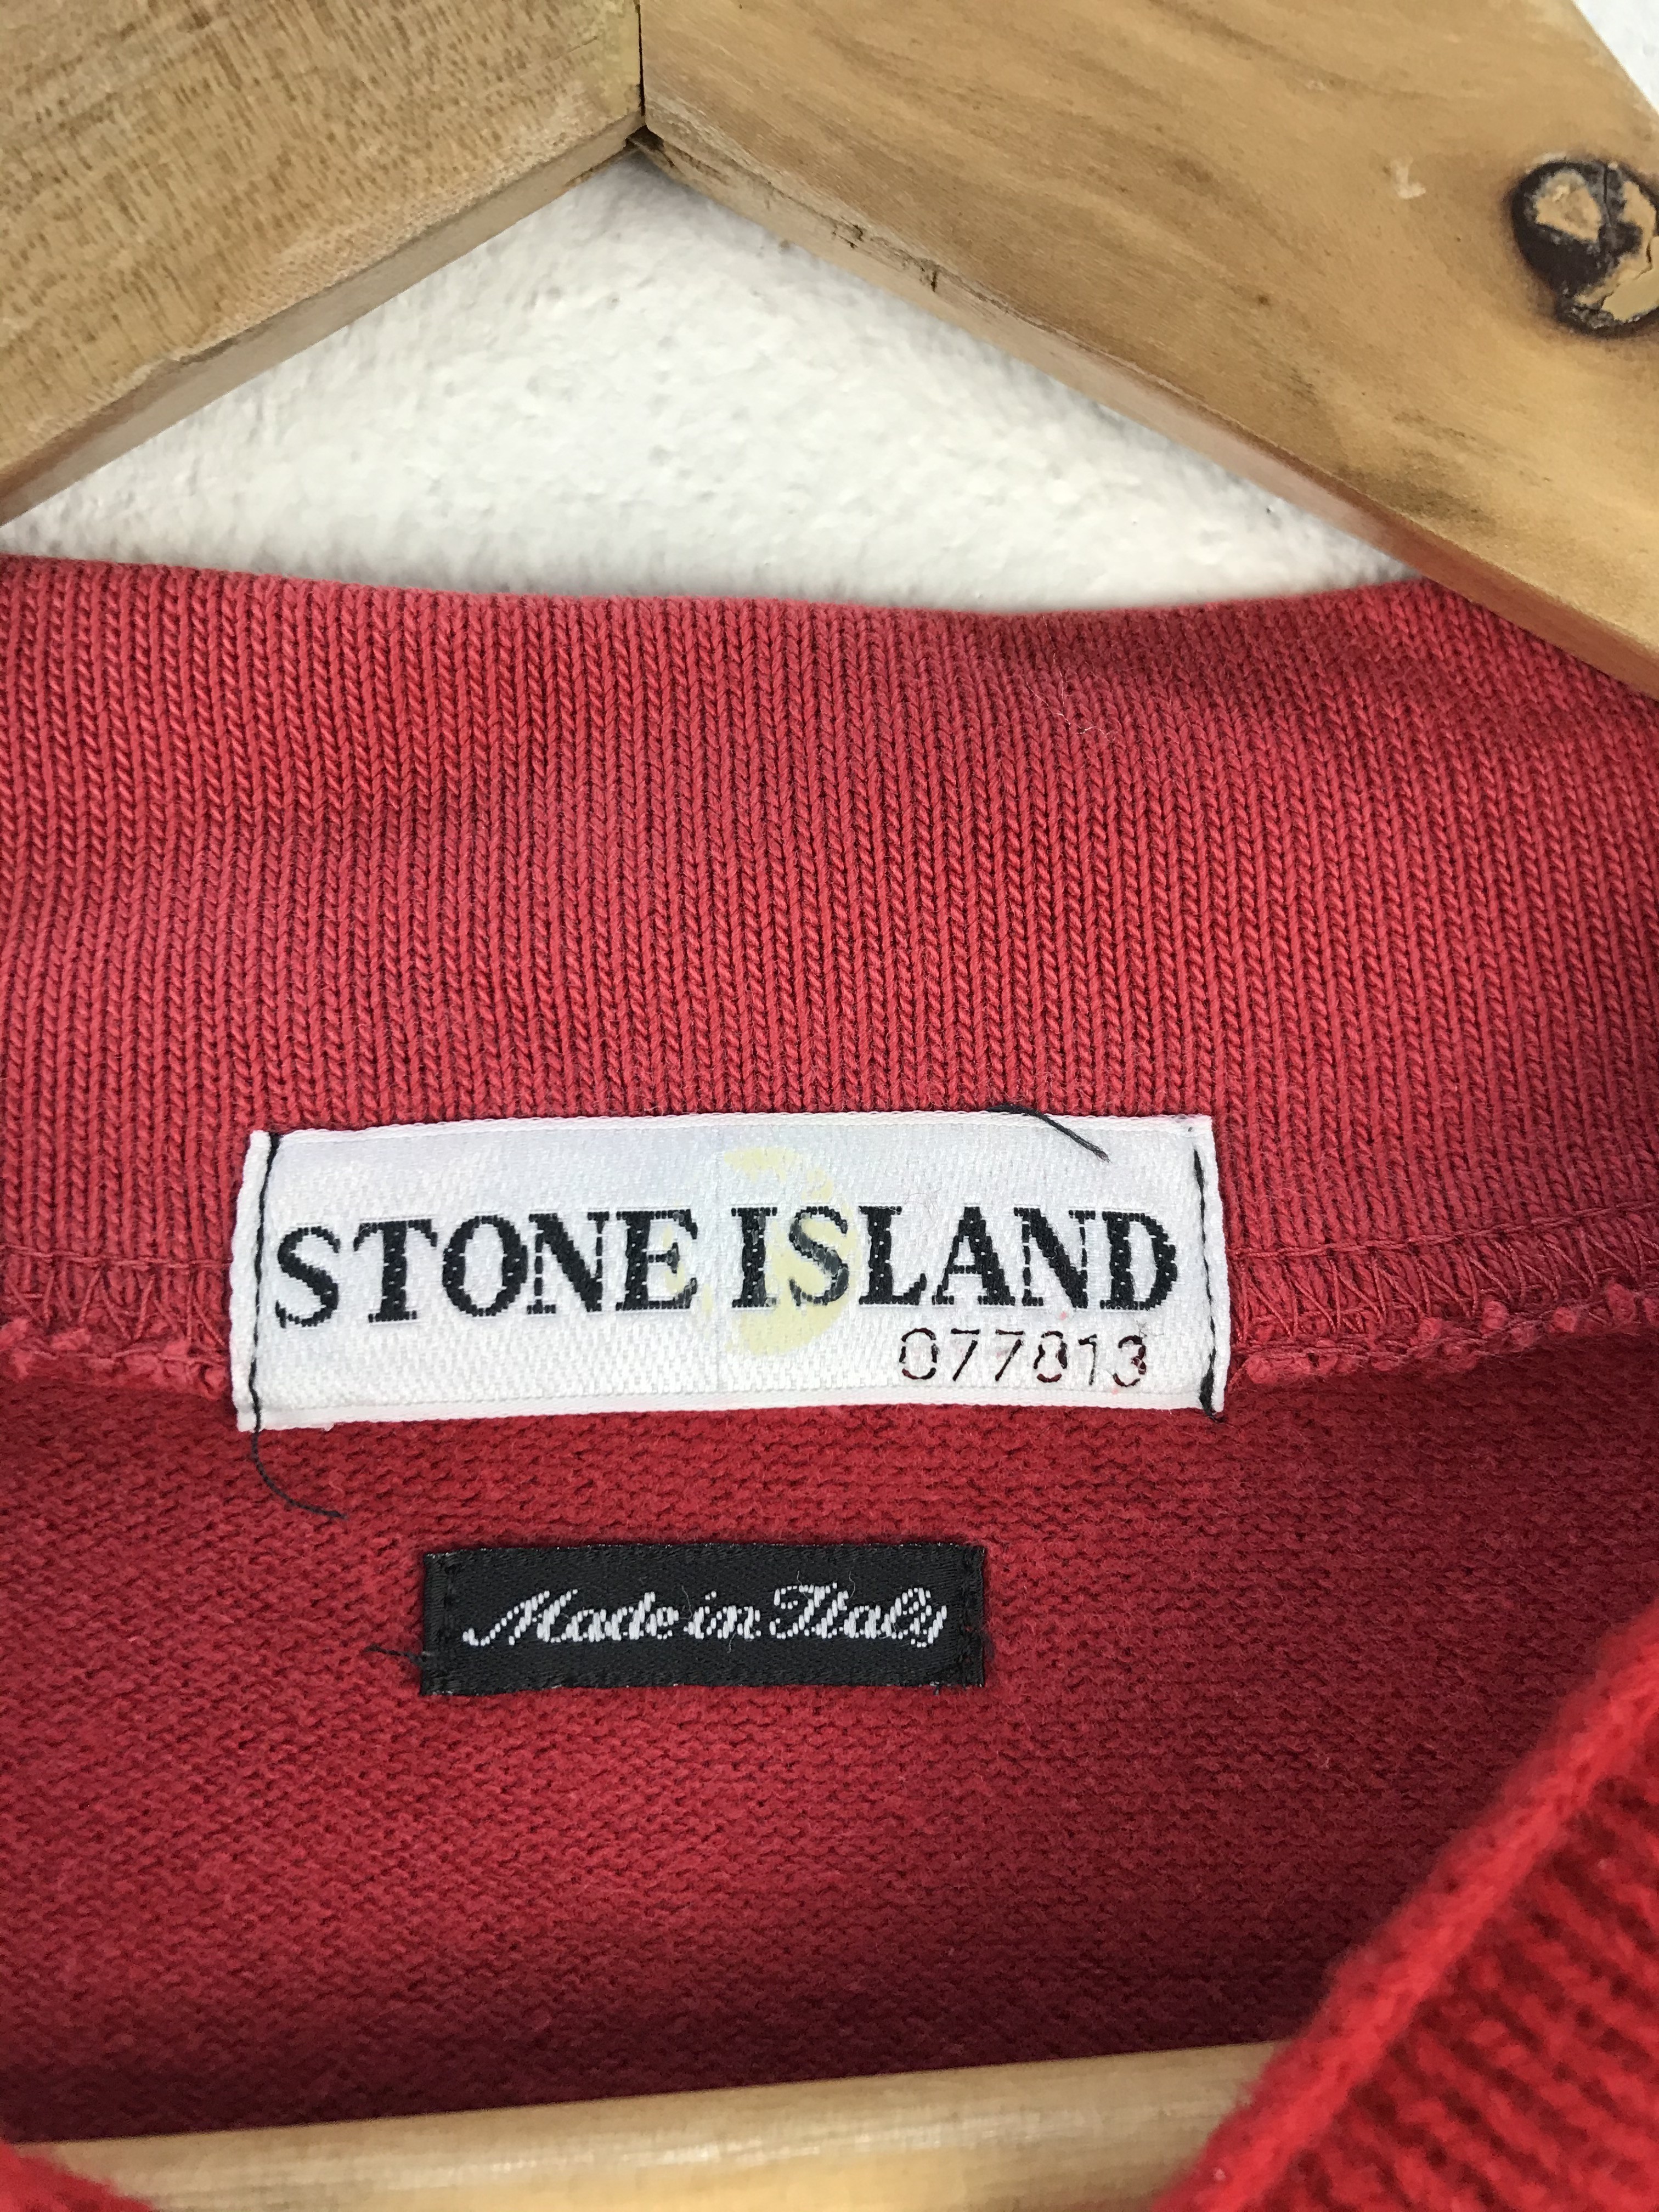 STONE ISLAND
077813
Made in Italy